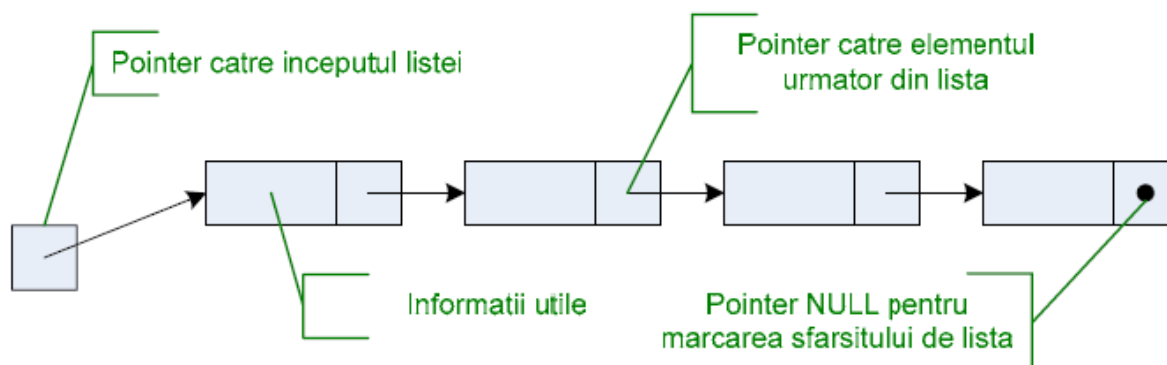 Pointer catre inceputul listei
Pointer catre elementul
urmator din lista
Informatii utile
Pointer NULL pentru
marcarea sfarsitului de lista